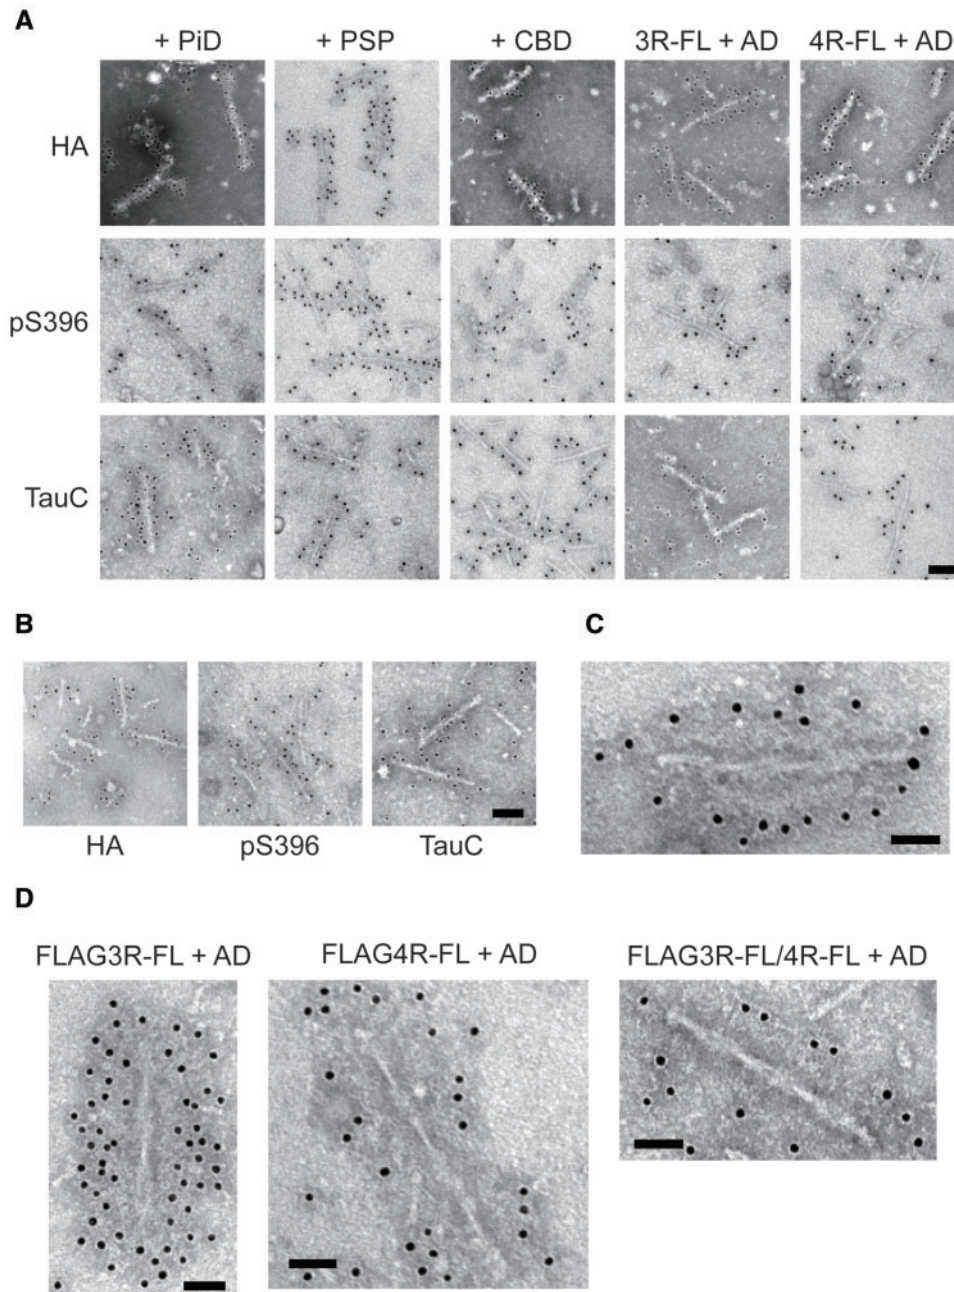 A
+ PiD + PSP + CBD 3R-FL + AD 4R-FL + AD
HA
pS396
TauC
B
C
HA pS396 TauC
D
FLAG3R-FL + AD FLAG4R-FL + AD FLAG3R-FL/4R-FL + AD